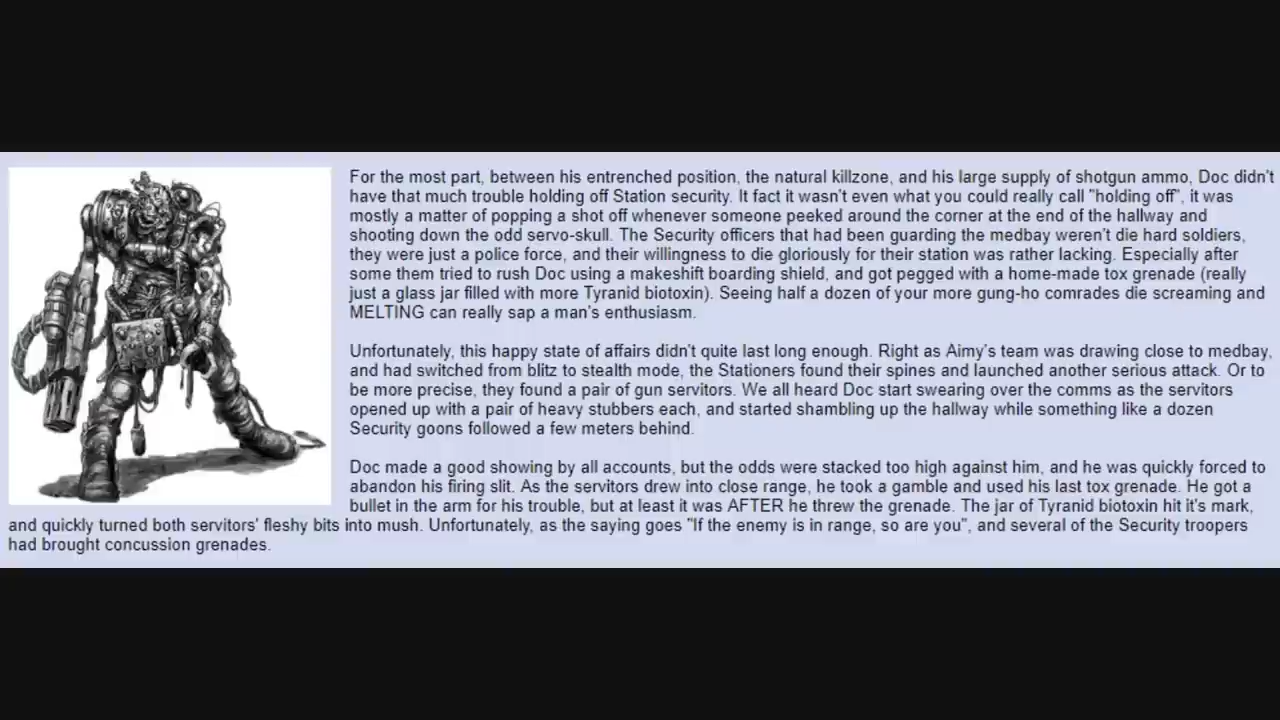 For the most part, between his entrenched position, the natural killzone, and his large supply of shotgun ammo, Doc didn't
have that much trouble holding off Station security. It fact it wasn't even what you could really call "holding off", it was
mostly a matter of popping a shot off whenever someone peeked around the corner at the end of the hallway and
shooting down the odd servo-skull. The Security officers that had been guarding the medbay weren't die hard soldiers,
they were just a police force, and their willingness to die gloriously for their station was rather lacking. Especially after
some them tried to rush Doc using a makeshift boarding shield, and got pegged with a home-made tox grenade (really
just a glass jar filled with more Tyranid biotoxin). Seeing half a dozen of your more gung-ho comrades die screaming and
MELTING can really sap a man's enthusiasm.
Unfortunately, this happy state of affairs didn't quite last long enough. Right as Aimy's team was drawing close to medbay,
and had switched from blitz to stealth mode, the Stationers found their spines and launched another serious attack. Or to
be more precise, they found a pair of gun servitors. We all heard Doc start swearing over the comms as the servitors
opened up with a pair of heavy stubbers each, and started shambling up the hallway while something like a dozen
Security goons followed a few meters behind.
Doc made a good showing by all accounts, but the odds were stacked too high against him, and he was quickly forced to
abandon his firing slit. As the servitors drew into close range, he took a gamble and used his last tox grenade. He got a
bullet in the arm for his trouble, but at least it was AFTER he threw the grenade. The jar of Tyranid biotoxin hit it's mark,
and quickly turned both servitors' fleshy bits into mush. Unfortunately, as the saying goes "If the enemy is in range, so are you", and several of the Security troopers
had brought concussion grenades.